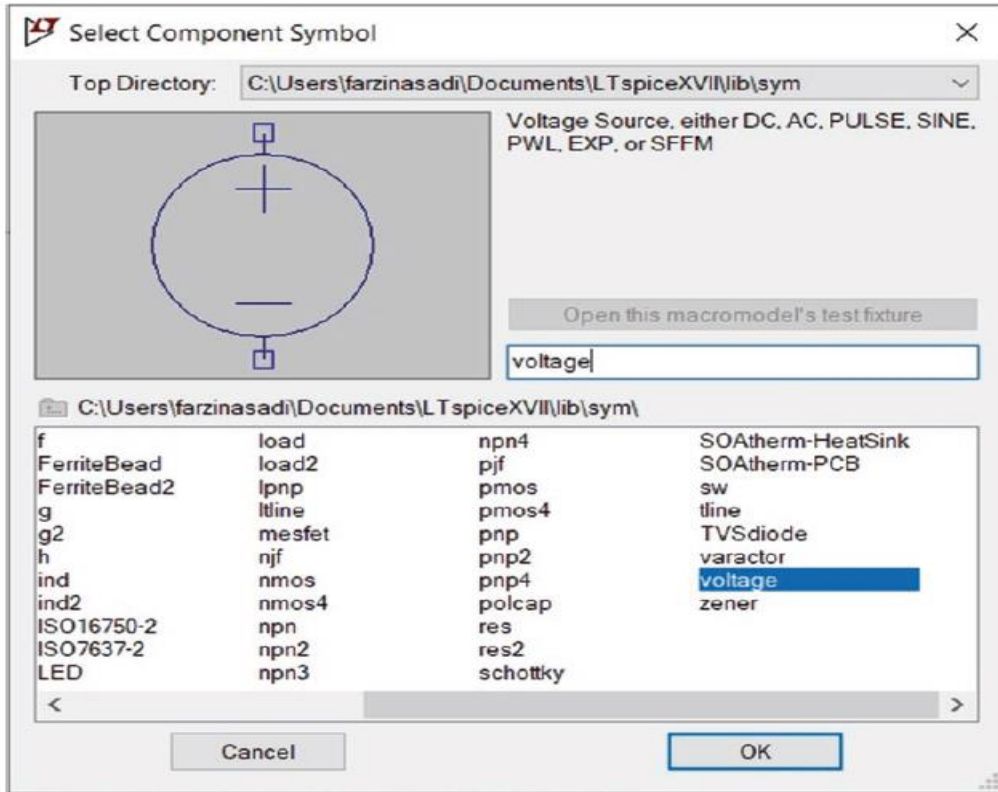 LT Select Component Symbol
Top Directory: C:\Users\farzinasadi\Documents\LTspiceXVII\lib\sym
Voltage Source, either DC, AC, PULSE, SINE,
PWL, EXP, or SFFM
Open this macromodel's test fixture
voltage
C:\Users\farzinasadi\Documents\LTspiceXVII\lib\sym\
f load npn4 SOAtherm-HeatSink
FerriteBead load2 pjf SOAtherm-PCB
FerriteBead2 lpnp pmos sw
g ltline pmos4 tline
g2 mesfet pnp TVSdiode
h njf pnp2 varactor
ind nmos pnp4 voltage
ind2 nmos4 polcap zener
ISO16750-2 npn res
ISO7637-2 npn2 res2
LED npn3 schottky
Cancel OK